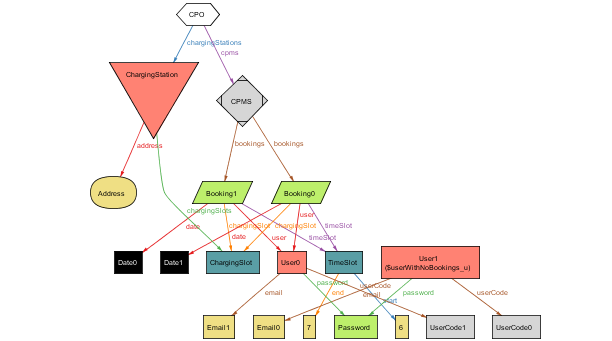 CPO
chargingStations
cpms
ChargingStation
CPMS
address
bookings
bookings
Address
Booking1
Booking0
chargingSlots
user
date
chargingSlot
chargingSlot
timeSlot
date
user
timeSlot
Date0
Date1
ChargingSlot
User0
TimeSlot
User1
($userWithNoBookings_u)
password
userCode
email
end
email
password
userCode
start
Email1
Email0
7
Password
6
UserCode1
UserCode0